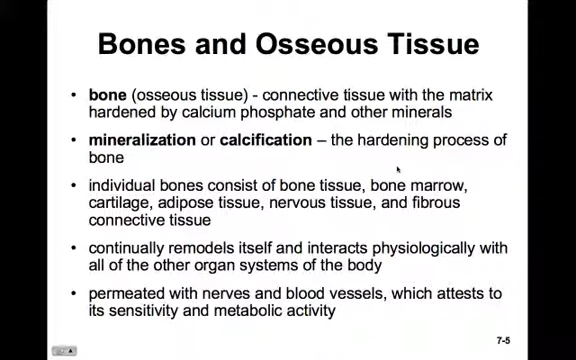 Bones and Osseous Tissue
• bone (osseous tissue) - connective tissue with the matrix
hardened by calcium phosphate and other minerals
• mineralization or calcification – the hardening process of
bone
• individual bones consist of bone tissue, bone marrow,
cartilage, adipose tissue, nervous tissue, and fibrous
connective tissue
• continually remodels itself and interacts physiologically with
all of the other organ systems of the body
• permeated with nerves and blood vessels, which attests to
its sensitivity and metabolic activity
7-5